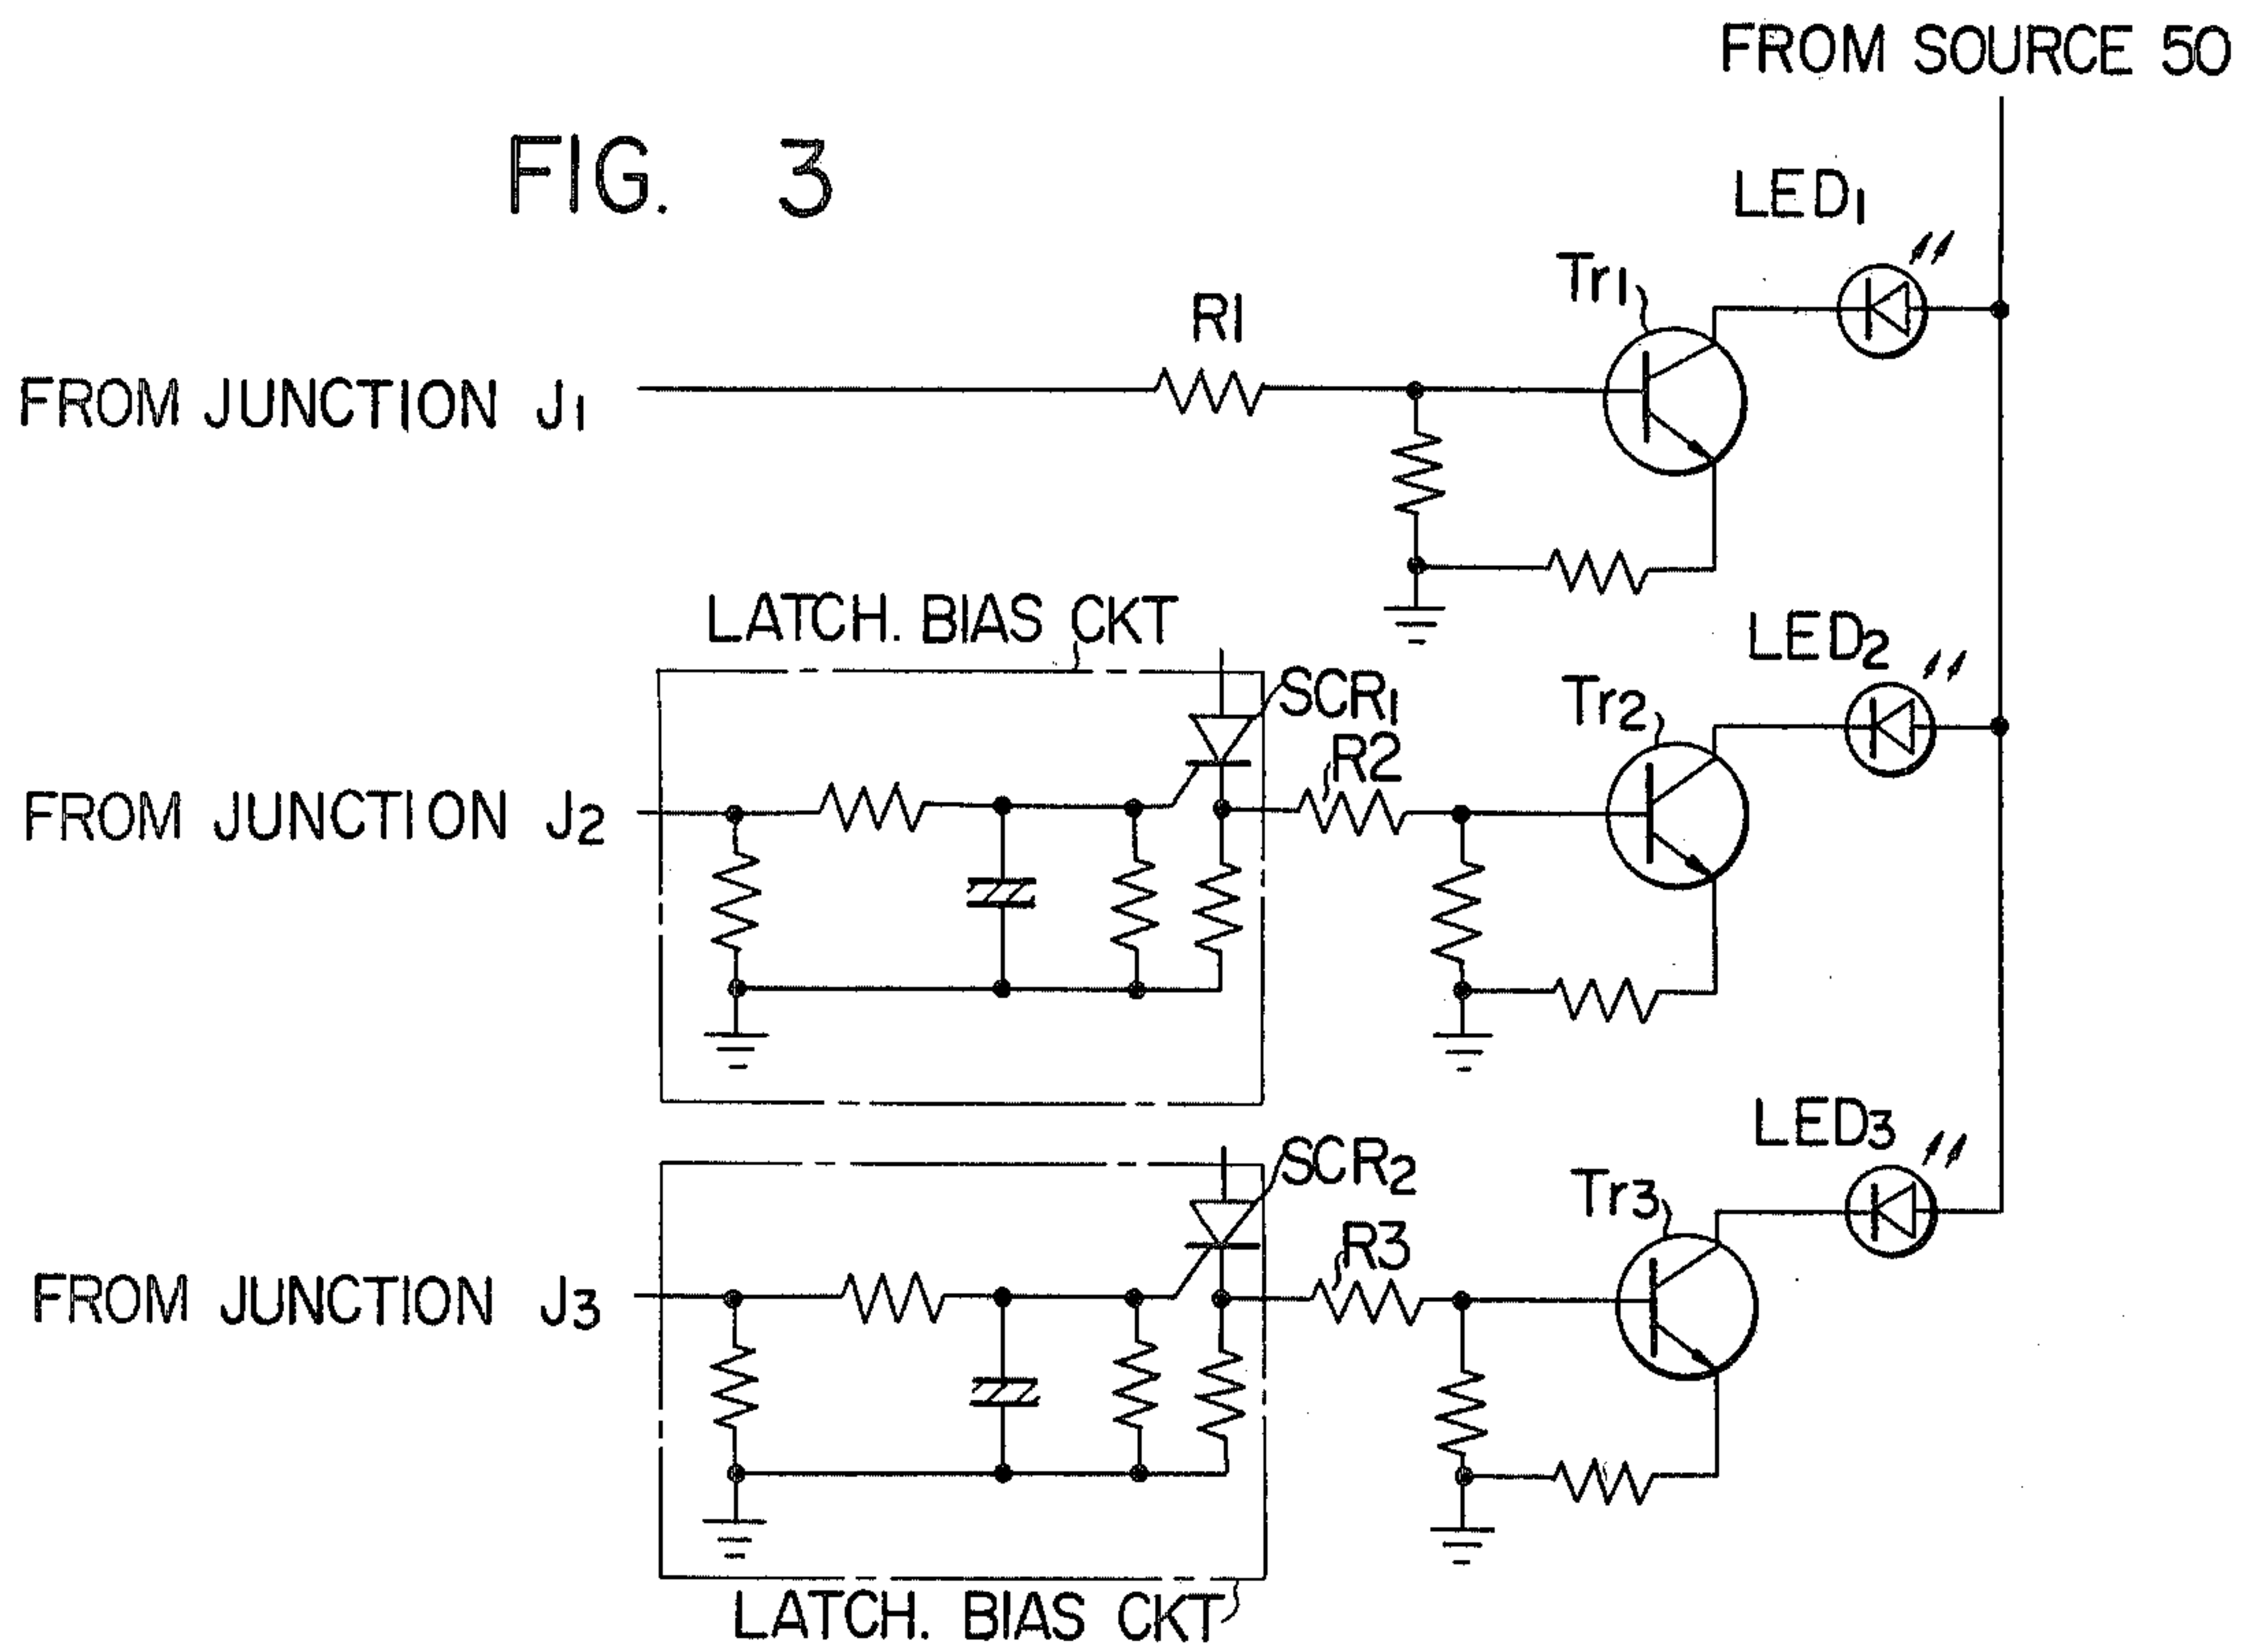 FROM SOURCE 50
FIG. 3
LED1
Tr1
R1
FROM JUNCTION J1
LATCH. BIAS CKT
LED2
SCR1
Tr2
R2
FROM JUNCTION J2
LED3
SCR2
Tr3
R3
FROM JUNCTION J3
LATCH. BIAS CKT